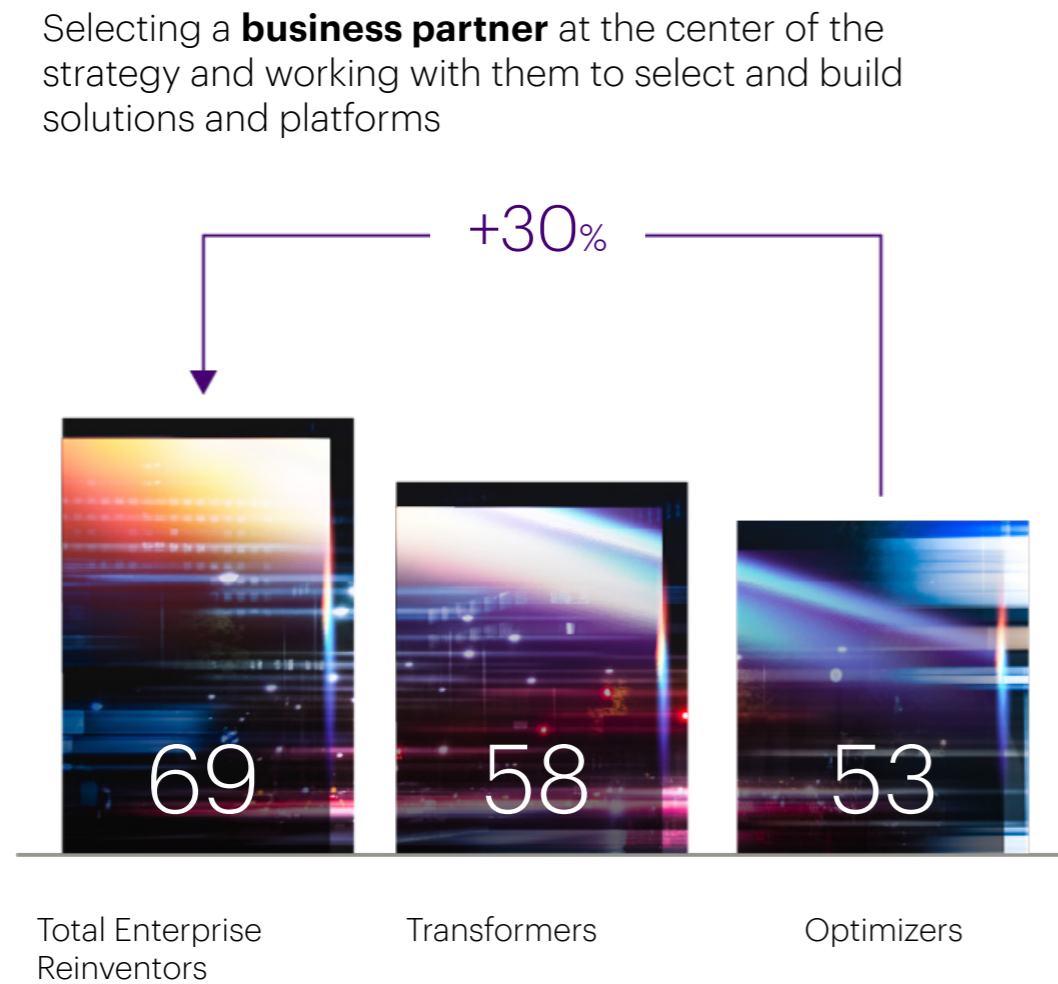 Selecting a business partner at the center of the
strategy and working with them to select and build
solutions and platforms
+30%
69
58
53
Total Enterprise
Reinventors
Transformers
Optimizers